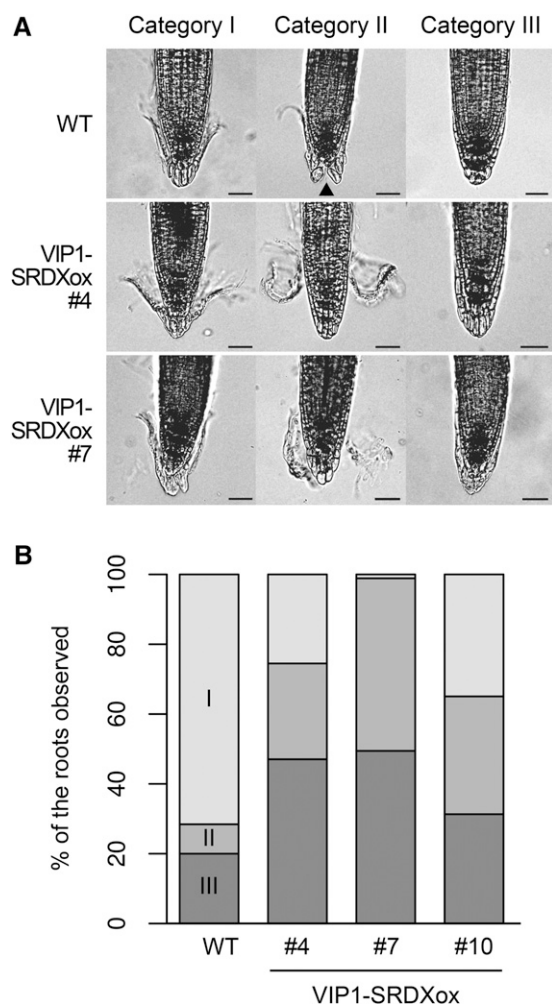 A
Category I Category II Category III
WT
VIP1-
SRDXox
#4
VIP1-
SRDXox
#7
B
% of the roots observed
100
80
60
40
20
0
I
II
III
WT #4 #7 #10
VIP1-SRDXox